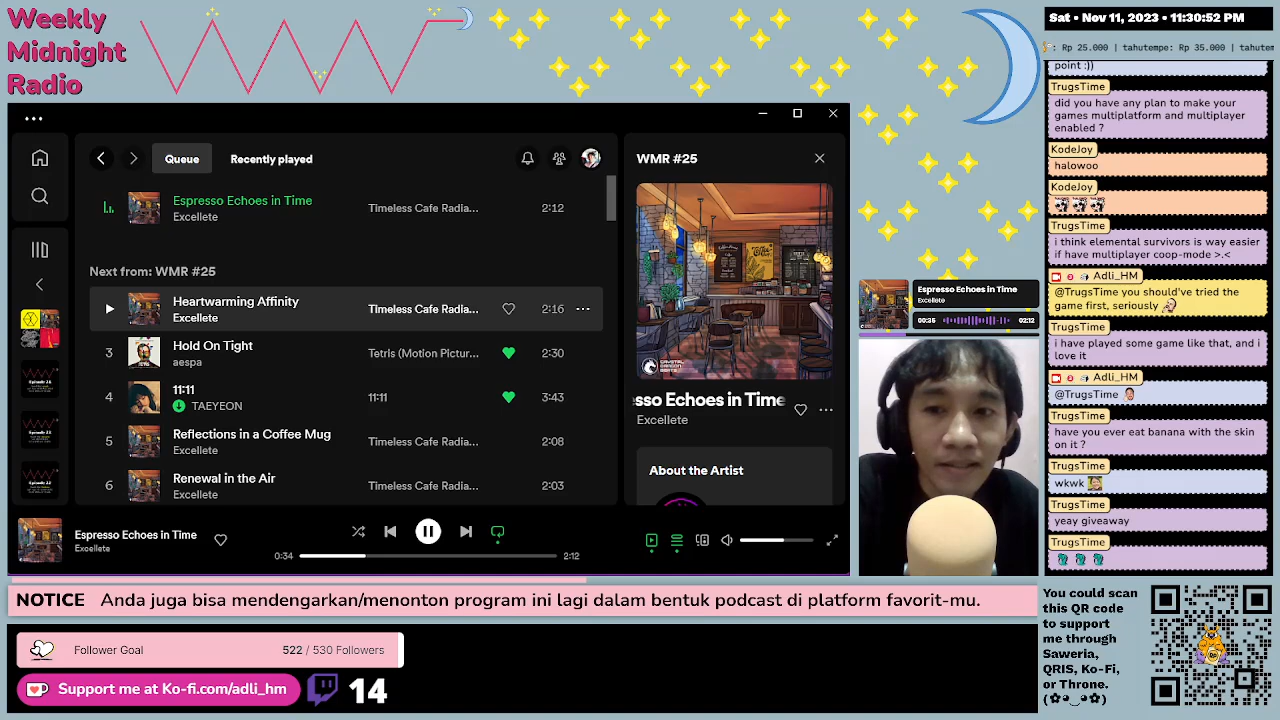 Weekly
Midnight
Radio
Sat • Nov 11, 2023 • 11:30:52 PM
: Rp 25.000 | tahutempe: Rp 35.000 | tahutem
Queue
Recently played
Espresso Echoes in Time
Excellete
Timeless Cafe Radia...
2:12
Next from: WMR #25
Heartwarming Affinity
Excellete
Timeless Cafe Radia...
2:16
3
Hold On Tight
aespa
Tetris (Motion Pictur...
2:30
4
11:11
TAEYEON
11:11
3:43
5
Reflections in a Coffee Mug
Excellete
Timeless Cafe Radia...
2:08
6
Renewal in the Air
Excellete
Timeless Cafe Radia...
2:03
WMR #25
sso Echoes in Time
Excellete
About the Artist
Espresso Echoes in Time
Excellete
0:34
2:12
Espresso Echoes in Time
Excellete
00:35
02:12
point :))
TrugsTime
did you have any plan to make your
games multiplatform and multiplayer
enabled ?
KodeJoy
halowoo
KodeJoy
TrugsTime
i think elemental survivors is way easier
if have multiplayer coop-mode >.<
Adli_HM
@TrugsTime you should've tried the
game first, seriously
TrugsTime
i have played some game like that, and i
love it
Adli_HM
@TrugsTime
TrugsTime
have you ever eat banana with the skin
on it ?
TrugsTime
wkwk
TrugsTime
yeay giveaway
TrugsTime
NOTICE Anda juga bisa mendengarkan/menonton program ini lagi dalam bentuk podcast di platform favorit-mu.
Follower Goal
522 / 530 Followers
Support me at Ko-fi.com/adli_hm
14
You could scan
this QR code
to support
me through
Saweria,
QRIS, Ko-Fi,
or Throne.
(✿◕‿◕✿)